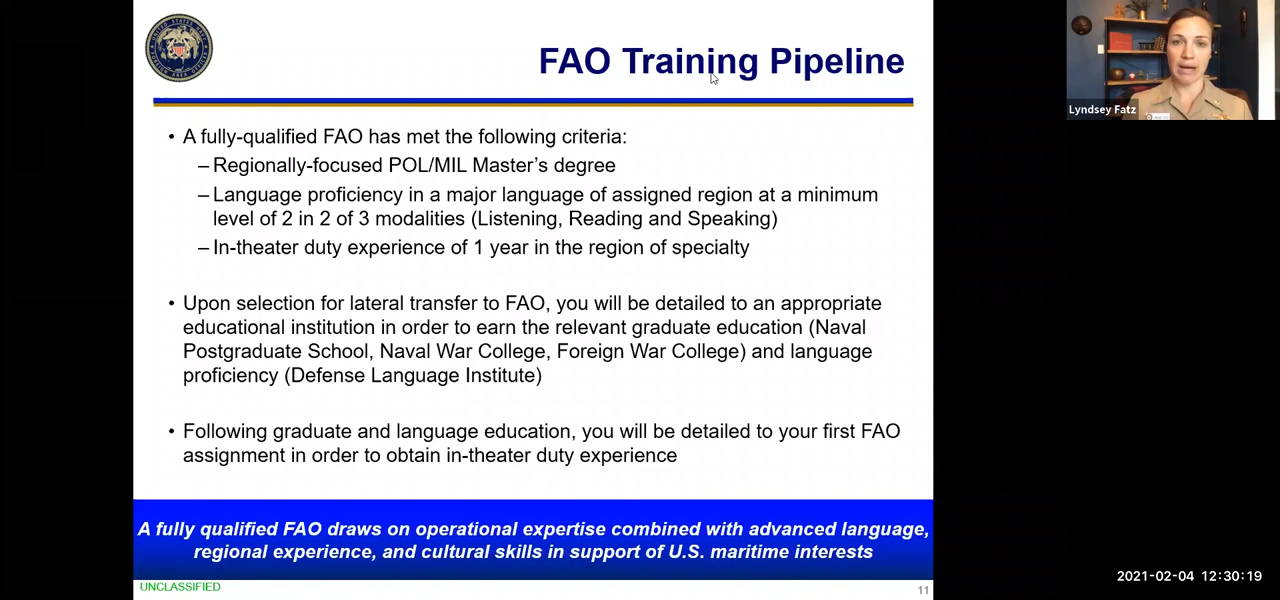 FAO Training Pipeline
Lyndsey Fatz
• A fully-qualified FAO has met the following criteria:
– Regionally-focused POL/MIL Master's degree
– Language proficiency in a major language of assigned region at a minimum
level of 2 in 2 of 3 modalities (Listening, Reading and Speaking)
– In-theater duty experience of 1 year in the region of specialty
• Upon selection for lateral transfer to FAO, you will be detailed to an appropriate
educational institution in order to earn the relevant graduate education (Naval
Postgraduate School, Naval War College, Foreign War College) and language
proficiency (Defense Language Institute)
• Following graduate and language education, you will be detailed to your first FAO
assignment in order to obtain in-theater duty experience
A fully qualified FAO draws on operational expertise combined with advanced language,
regional experience, and cultural skills in support of U.S. maritime interests
UNCLASSIFIED
11
2021-02-04 12:30:19